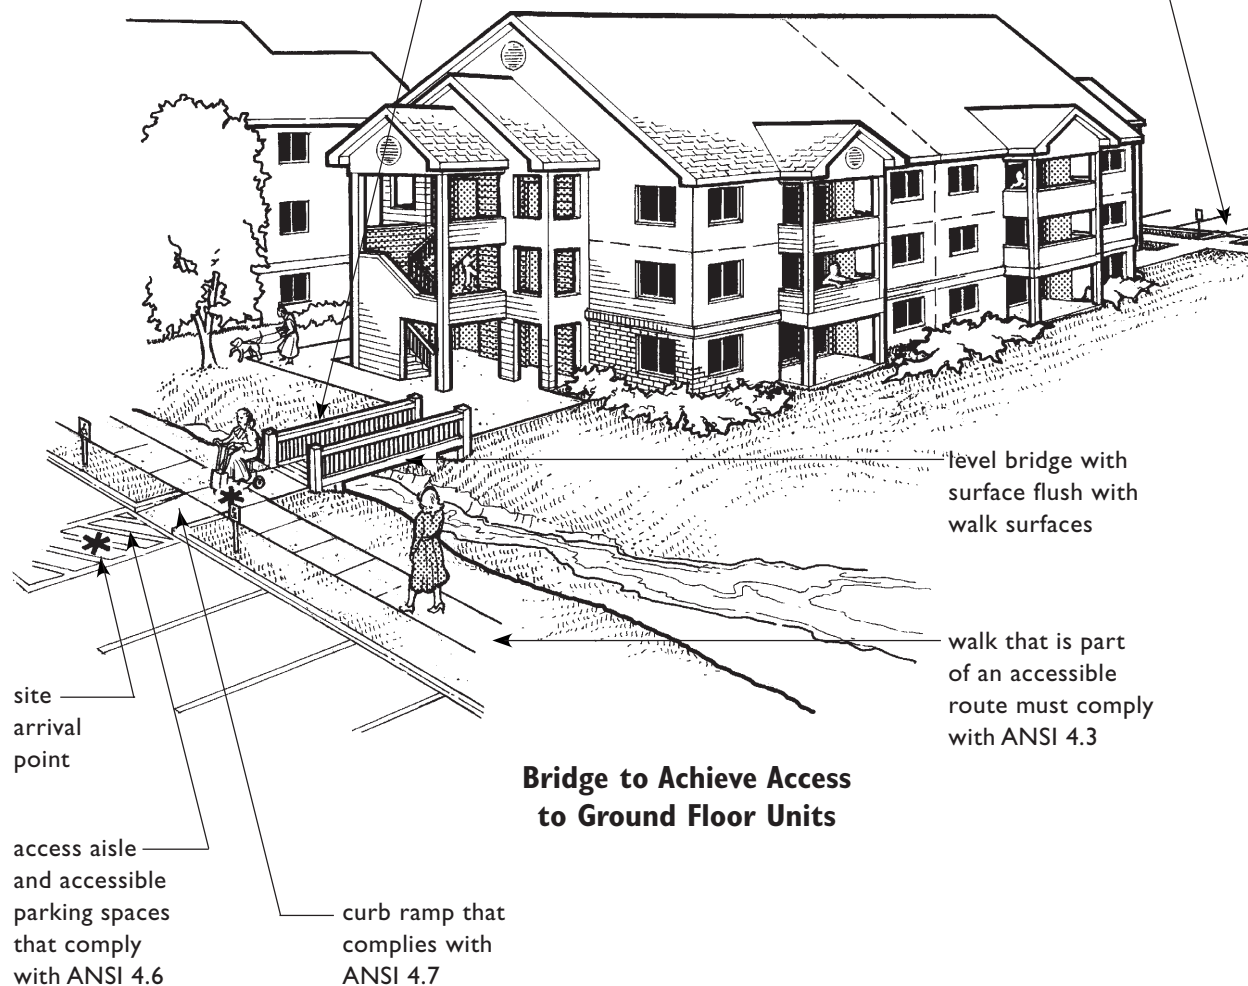 level bridge with
surface flush with
walk surfaces
walk that is part
of an accessible
route must comply
with ANSI 4.3
site
arrival
point
Bridge to Achieve Access
to Ground Floor Units
access aisle
and accessible
parking spaces
that comply
with ANSI 4.6
curb ramp that
complies with
ANSI 4.7